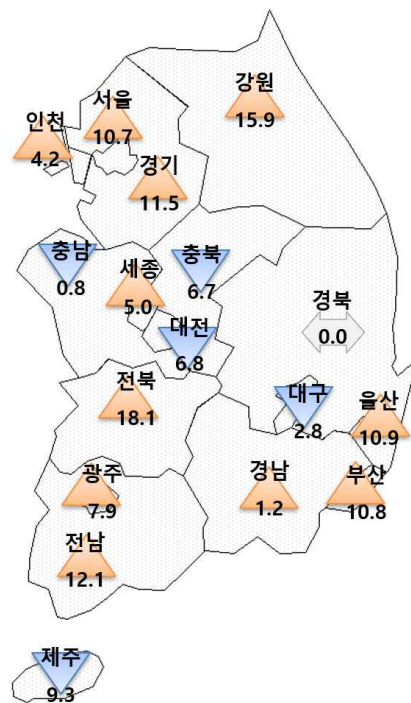 강원
15.9
서울
10.7
인천
4.2
경기
11.5
충남
0.8
세종
5.0
충북
6.7
대전
6.8
경북
0.0
전북
18.1
대구
2.8
울산
10.9
광주
7.9
경남
1.2
부산
10.8
전남
12.1
제주
9.3